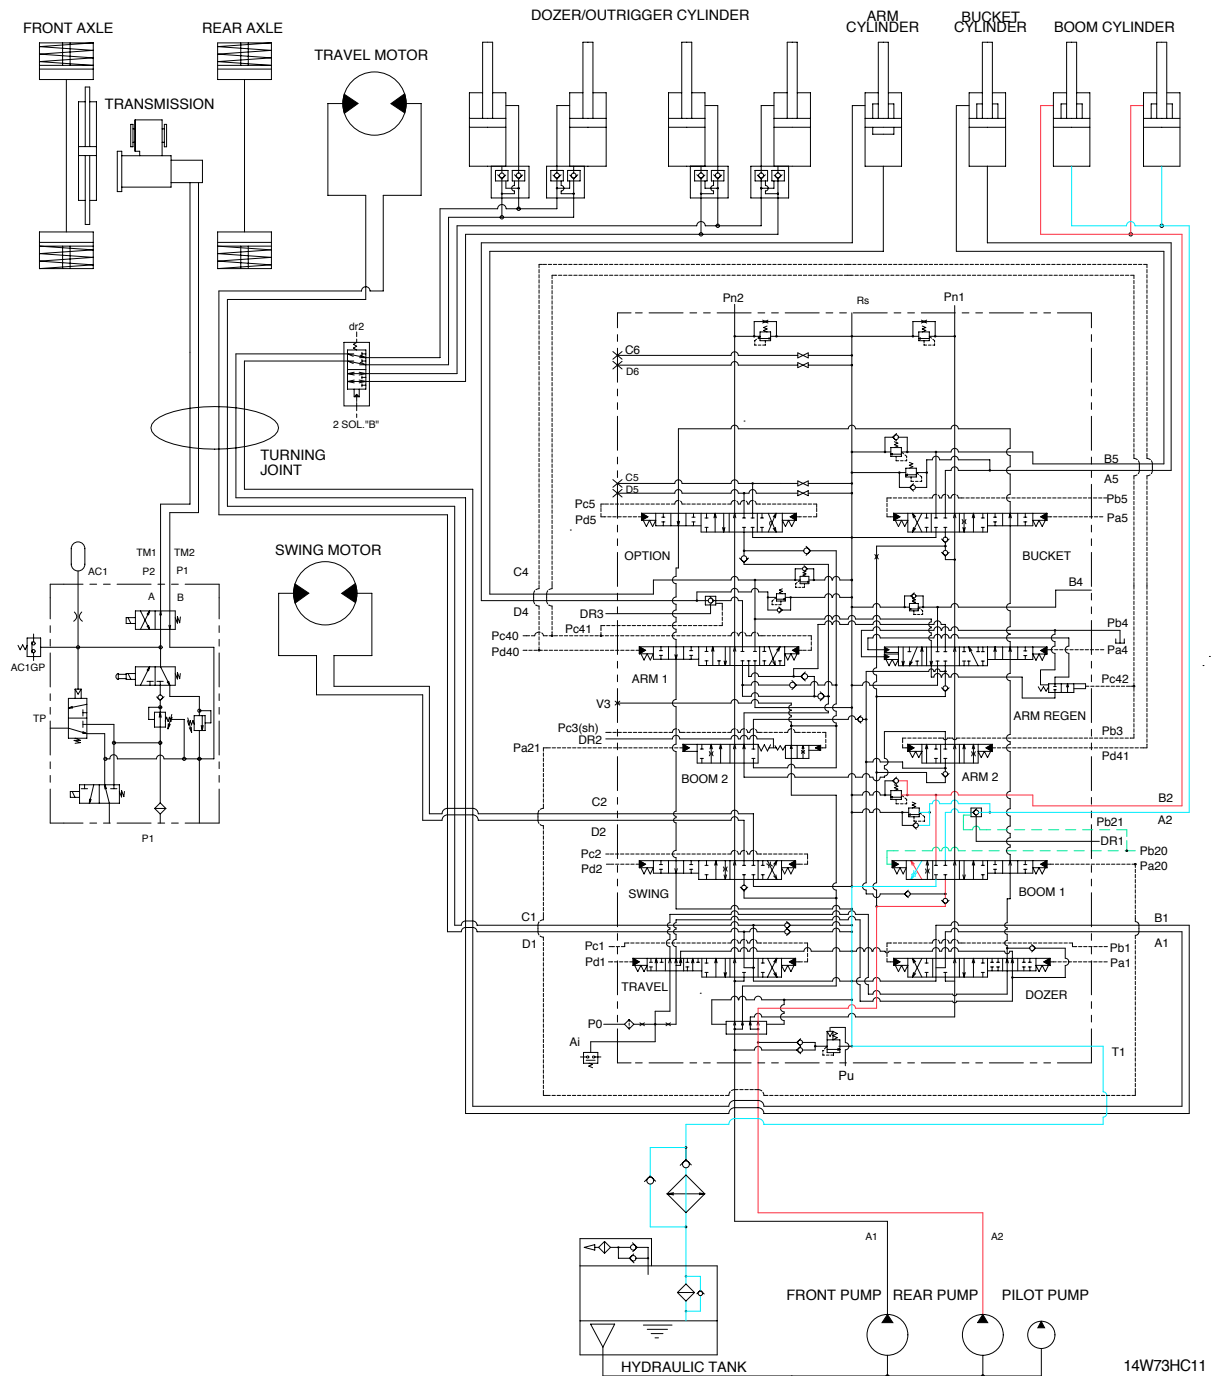 DOZER/OUTRIGGER CYLINDER
ARM
CYLINDER
BUCKET
CYLINDER
BOOM CYLINDER
FRONT AXLE
REAR AXLE
TRAVEL MOTOR
TRANSMISSION
Pn2
Rs
Pn1
dr2
C6
D6
2 SOL."B"
TURNING
JOINT
B5
A5
C5
D5
Pc5
Pd5
Pb5
Pa5
OPTION
BUCKET
SWING MOTOR
TM1
TM2
P2
P1
AC1
A
B
C4
D4
B4
DR3
Pc41
Pc40
Pd40
Pb4
Pa4
AC1GP
ARM 1
Pc42
ARM REGEN
V3
TP
Pc3(sh)
DR2
Pa21
Pb3
Pd41
BOOM 2
ARM 2
C2
D2
B2
A2
Pb21
DR1
P1
Pc2
Pd2
Pb20
Pa20
SWING
BOOM 1
C1
D1
B1
A1
Pc1
Pd1
Pb1
Pa1
TRAVEL
DOZER
P0
Ai
T1
Pu
A1
A2
FRONT PUMP
REAR PUMP
PILOT PUMP
HYDRAULIC TANK
14W73HC11